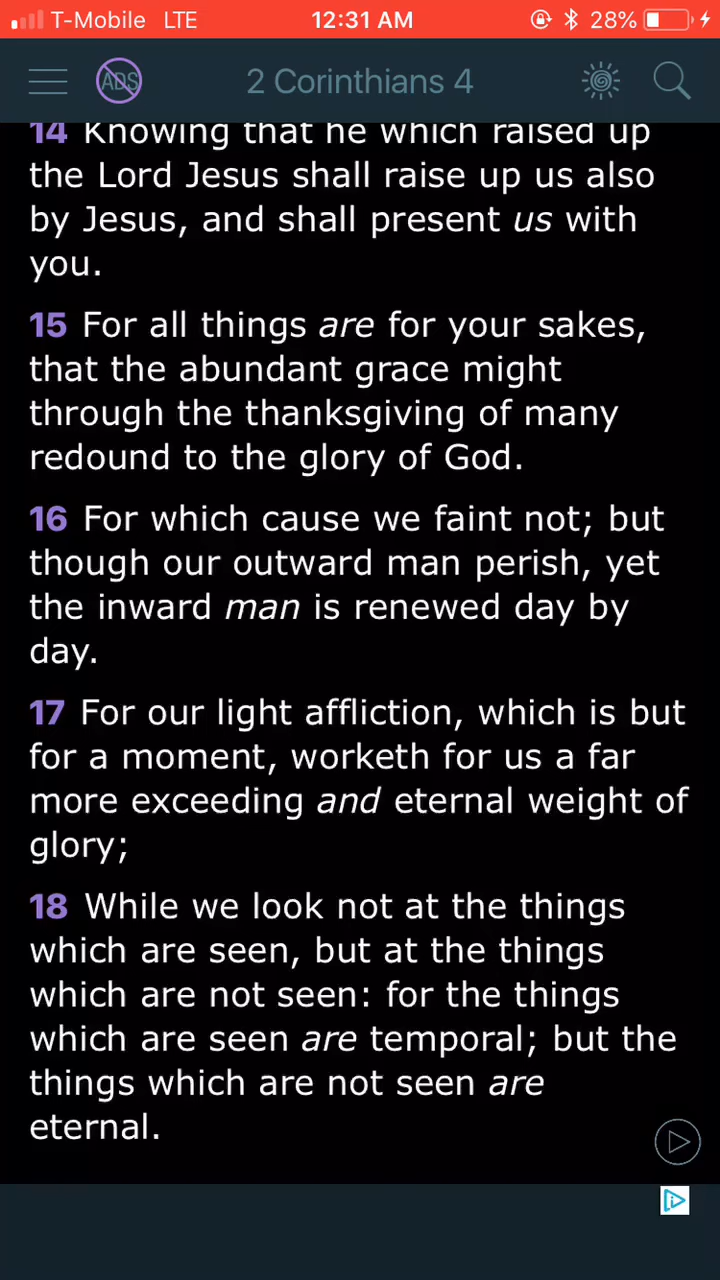 T-Mobile LTE 12:31 AM 28%
ADS 2 Corinthians 4
14 Knowing that he which raised up
the Lord Jesus shall raise up us also
by Jesus, and shall present us with
you.
15 For all things are for your sakes,
that the abundant grace might
through the thanksgiving of many
redound to the glory of God.
16 For which cause we faint not; but
though our outward man perish, yet
the inward man is renewed day by
day.
17 For our light affliction, which is but
for a moment, worketh for us a far
more exceeding and eternal weight of
glory;
18 While we look not at the things
which are seen, but at the things
which are not seen: for the things
which are seen are temporal; but the
things which are not seen are
eternal.